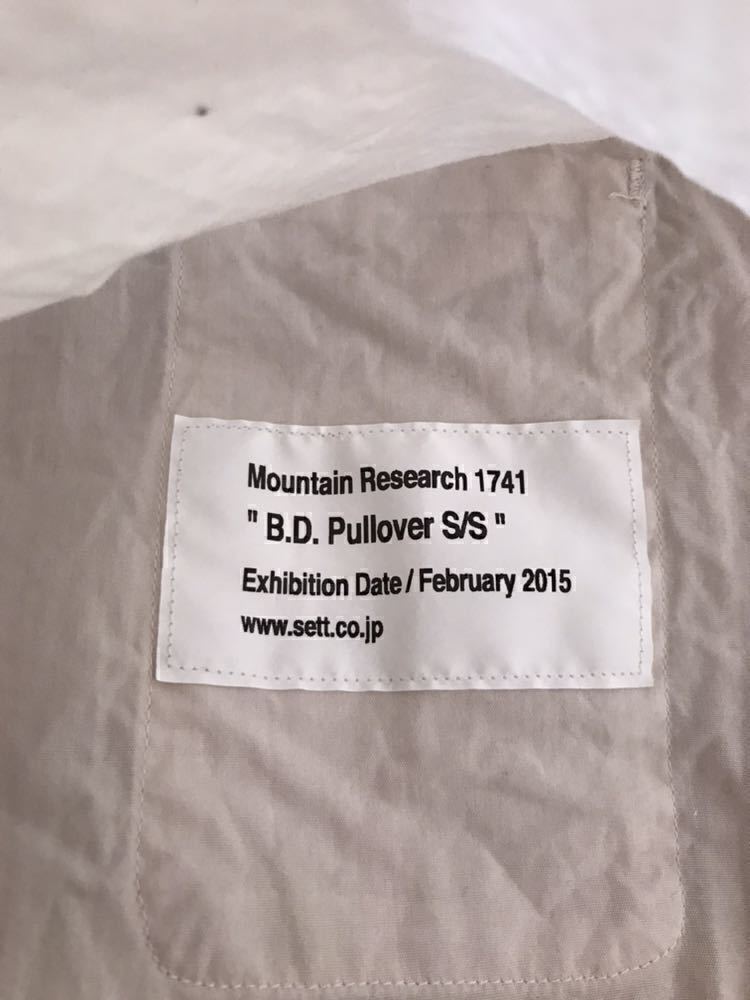 Mountain Research 1741
" B.D. Pullover S/S "
Exhibition Date / February 2015
www.sett.co.jp